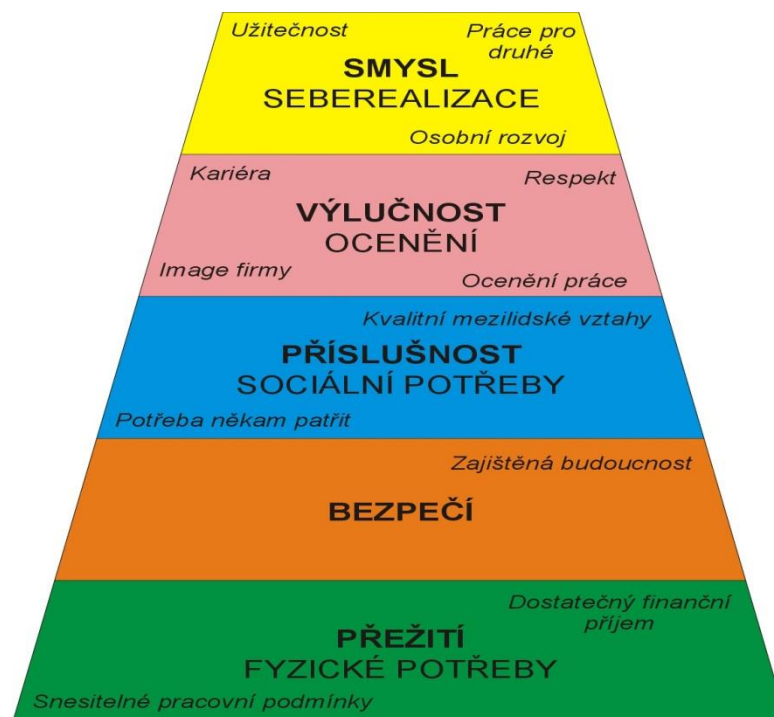 Užitečnost
Práce pro
druhé
SMYSL
SEBEREALIZACE
Osobní rozvoj
Kariéra
Respekt
VÝLUČNOST
OCENĚNÍ
Image firmy
Ocenění práce
Kvalitní mezilidské vztahy
PŘÍSLUŠNOST
SOCIÁLNÍ POTŘEBY
Potřeba někam patřit
Zajištěná budoucnost
BEZPEČÍ
Dostatečný finanční
příjem
PŘEŽITÍ
FYZICKÉ POTŘEBY
Snesitelné pracovní podmínky